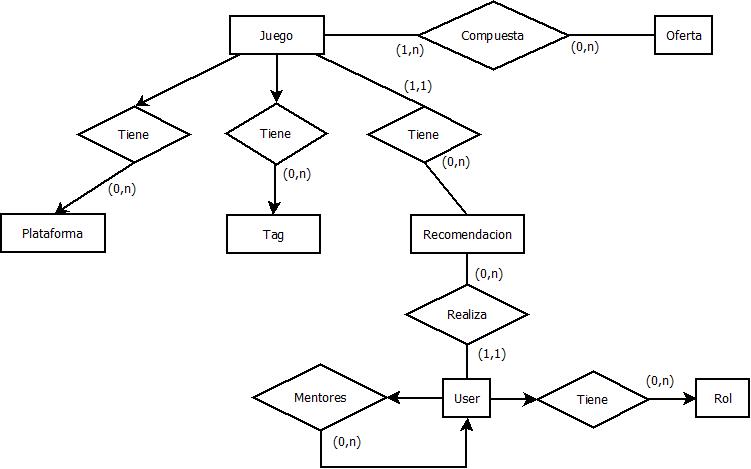 Juego
Compuesta
Oferta
(1,n)
(0,n)
(1,1)
Tiene
Tiene
Tiene
(0,n)
(0,n)
(0,n)
Plataforma
Tag
Recomendacion
(0,n)
Realiza
(1,1)
(0,n)
Mentores
User
Tiene
Rol
(0,n)